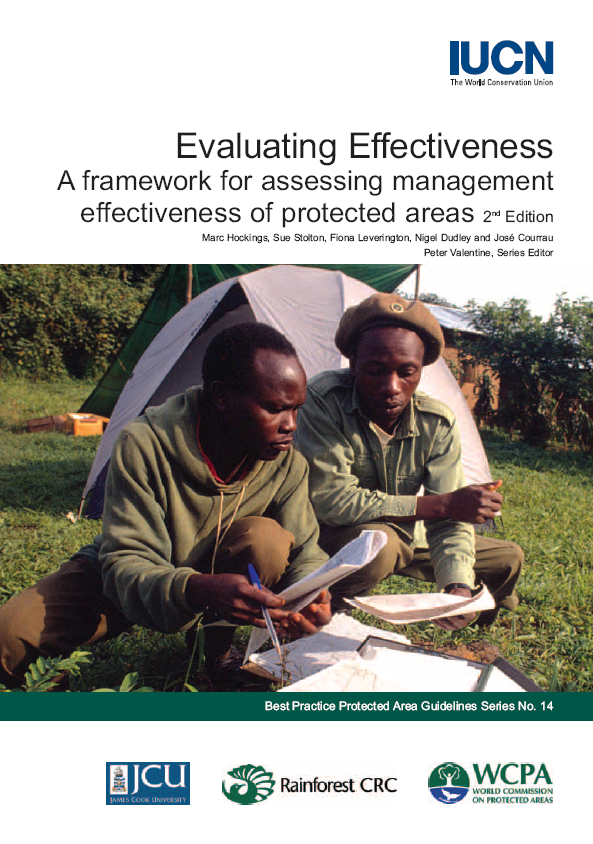 IUCN
The World Conservation Union
Evaluating Effectiveness
A framework for assessing management
effectiveness of protected areas 2nd Edition
Marc Hockings, Sue Stolton, Fiona Leverington, Nigel Dudley and José Courrau
Peter Valentine, Series Editor
Best Practice Protected Area Guidelines Series No. 14
JCU
JAMES COOK UNIVERSITY
Rainforest CRC
WCPA
WORLD COMMISSION
ON PROTECTED AREAS